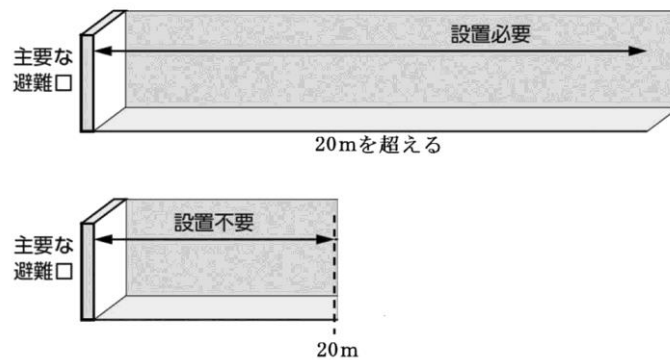 設置必要
主要な
避難口
20mを超える
設置不要
主要な
避難口
20m